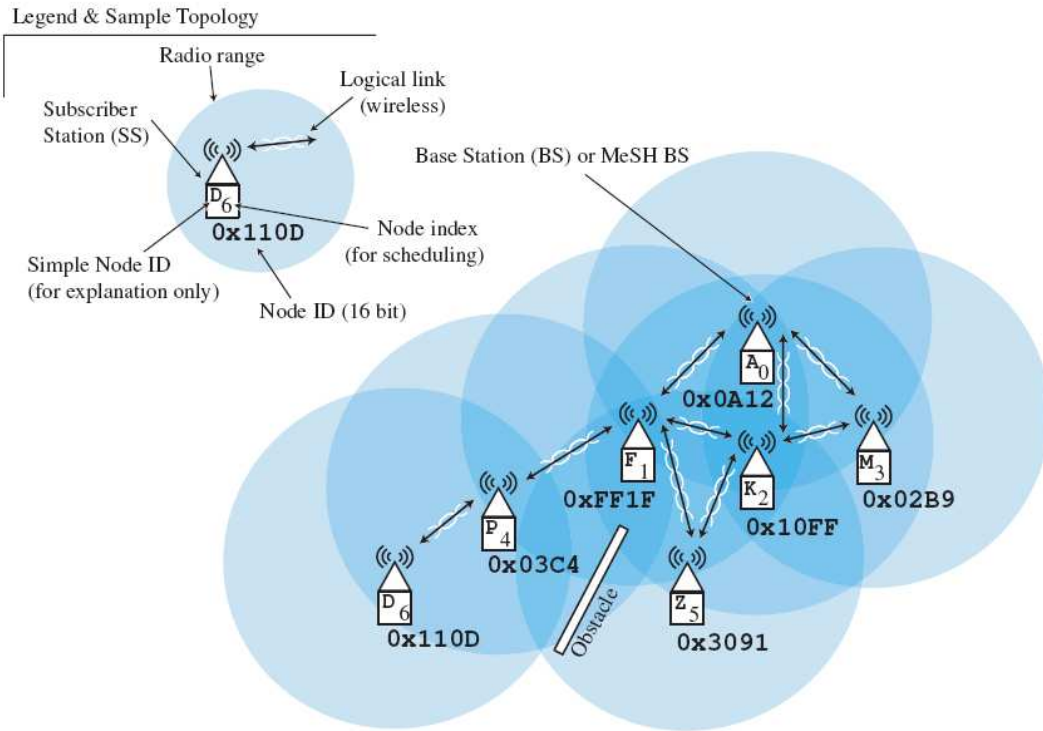 Legend & Sample Topology
Radio range
Logical link
(wireless)
Subscriber
Station (SS)
D6
0x110D
Node index
(for scheduling)
Simple Node ID
(for explanation only)
Node ID (16 bit)
Base Station (BS) or MeSH BS
A0
0x0A12
F1
0xFF1F
K2
0x10FF
M3
0x02B9
P4
0x03C4
D6
0x110D
Z5
0x3091
Obstacle